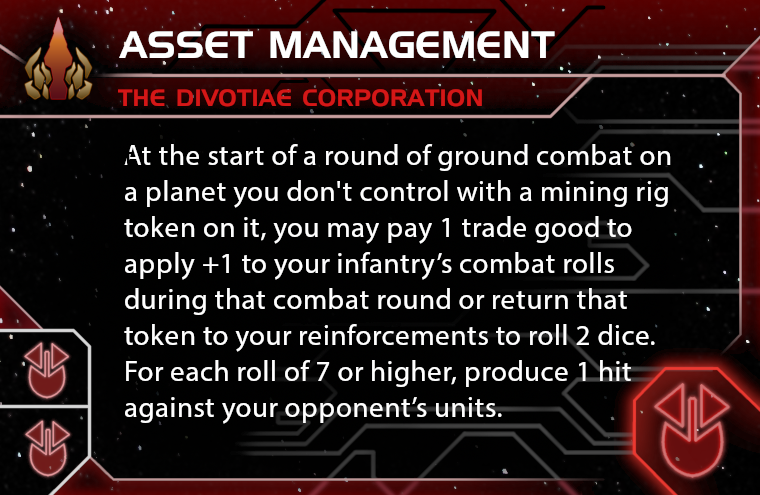 ASSET MANAGEMENT
THE DIVOTIAE CORPORATION
At the start of a round of ground combat on
a planet you don't control with a mining rig
token on it, you may pay 1 trade good to
apply +1 to your infantry’s combat rolls
during that combat round or return that
token to your reinforcements to roll 2 dice.
For each roll of 7 or higher, produce 1 hit
against your opponent’s units.